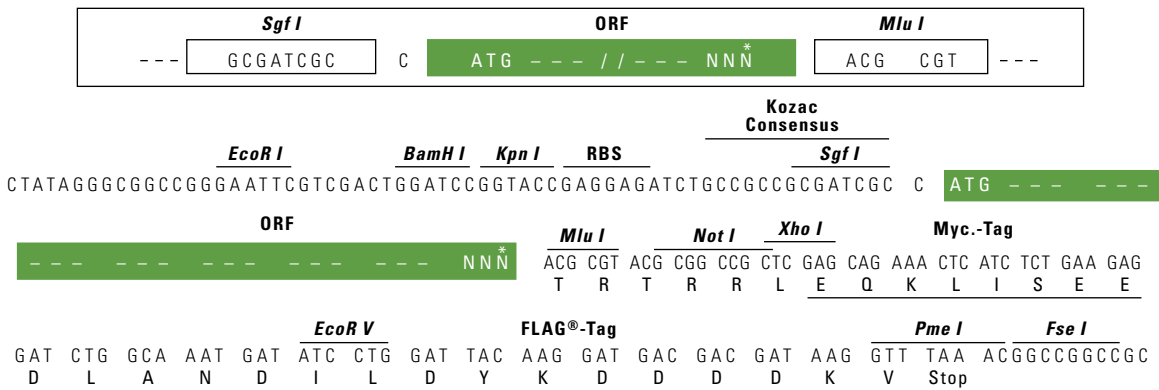 Sgf I ORF Mlu I
--- GCGATCGC C ATG --- // --- NNN* ACG CGT ---
Kozac
Consensus
EcoR I BamH I Kpn I RBS Sgf I
CTATAGGGCGGCCGGGAATTCGTCGACTGGATCCGGTACCGAGGAGATCTGCCGCCGCGATCGC C ATG --- ---
ORF
Mlu I Not I Xho I Myc.-Tag
--- --- --- --- --- NNN* ACG CGT ACG CGG CCG CTC GAG CAG AAA CTC ATC TCT GAA GAG
T R T R R L E Q K L I S E E
EcoR V FLAG®-Tag Pme I Fse I
GAT CTG GCA AAT GAT ATC CTG GAT TAC AAG GAT GAC GAC GAT AAG GTT TAA ACGGCCGGCCGC
D L A N D I L D Y K D D D D K V Stop